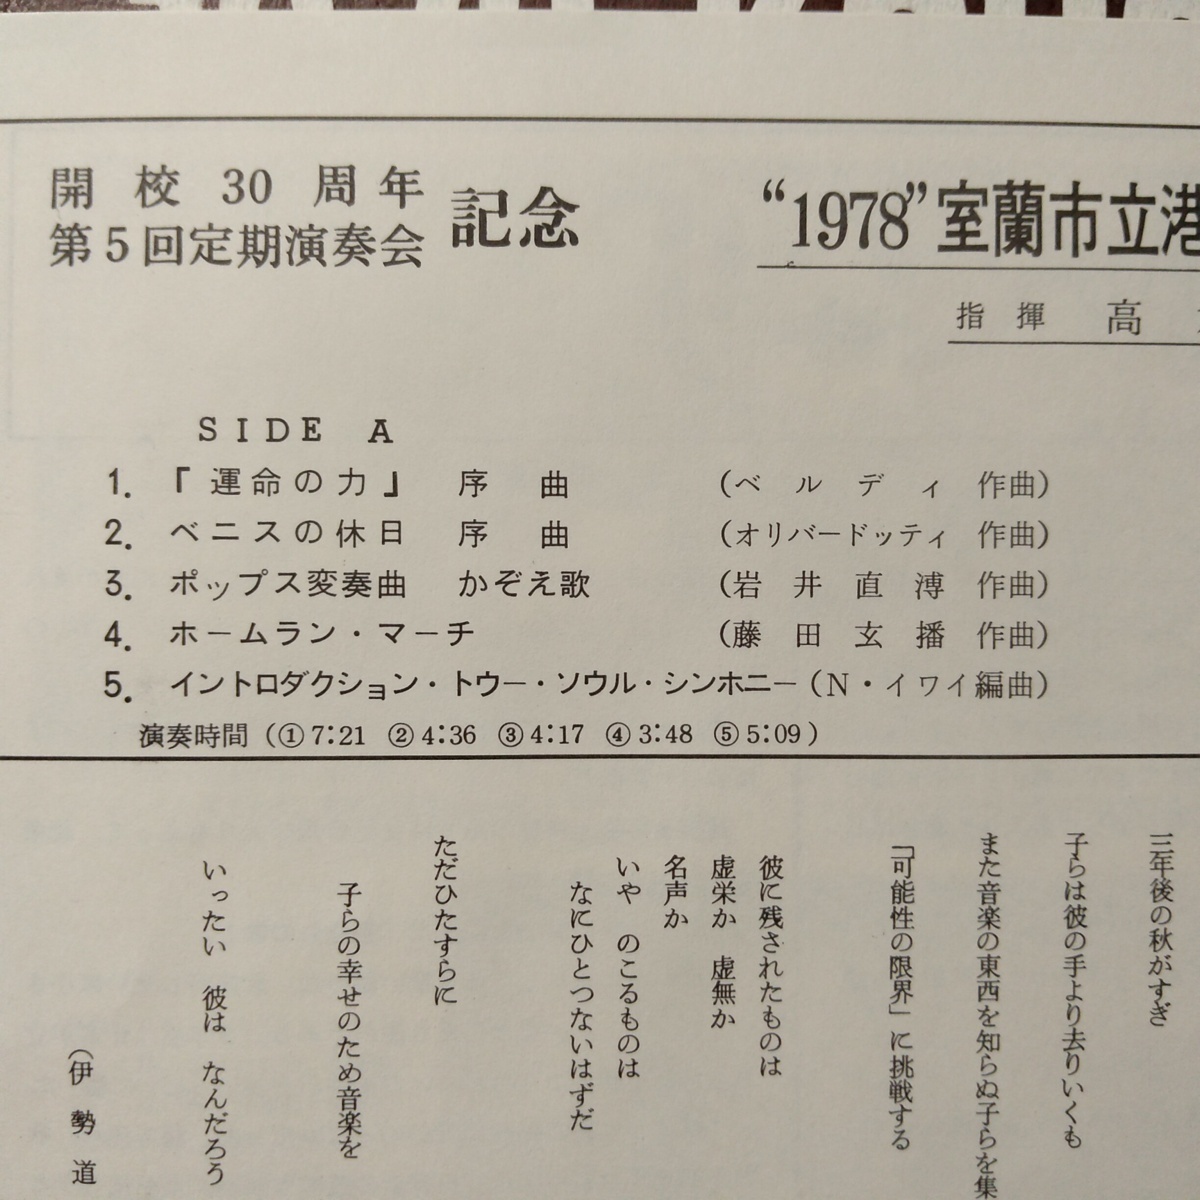 開校30周年
第5回定期演奏会
記念
“1978”室蘭市立港
指揮 高
SIDE A
1. 『運命の力』 序曲 (ベルディ 作曲)
2. ベニスの休日 序曲 (オリバードッティ 作曲)
3. ポップス変奏曲 かぞえ歌 (岩井直溥 作曲)
4. ホームラン・マーチ (藤田玄播 作曲)
5. イントロダクション・トゥー・ソウル・シンホニー (N・イワイ編曲)
演奏時間 (①7:21 ②4:36 ③4:17 ④3:48 ⑤5:09)
三年後の秋がすぎ
子らは彼の手より去りいくも
また音楽の東西を知らぬ子らを集
「可能性の限界」に挑戦する
彼に残されたものは
虚栄か 虚無か
名声か
いや のこるものは
なにひとつないはずだ
ただひたすらに
子らの幸せのため音楽を
いったい 彼は なんだろう
(伊勢道